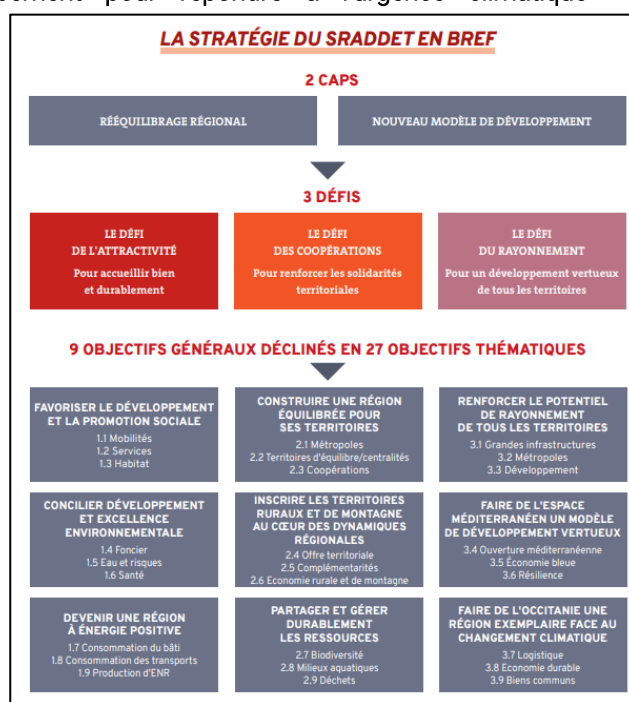 pour répondre à l'urgence climatique
LA STRATÉGIE DU SRADDET EN BREF
2 CAPS
RÉÉQUILIBRAGE RÉGIONAL
NOUVEAU MODÈLE DE DÉVELOPPEMENT
3 DÉFIS
LE DÉFI
DE L'ATTRACTIVITÉ
Pour accueillir bien
et durablement
LE DÉFI
DES COOPÉRATIONS
Pour renforcer les solidarités
territoriales
LE DÉFI
DU RAYONNEMENT
Pour un développement vertueux
de tous les territoires
9 OBJECTIFS GÉNÉRAUX DÉCLINÉS EN 27 OBJECTIFS THÉMATIQUES
FAVORISER LE DÉVELOPPEMENT
ET LA PROMOTION SOCIALE
1.1 Mobilités
1.2 Services
1.3 Habitat
CONSTRUIRE UNE RÉGION
ÉQUILIBRÉE POUR
SES TERRITOIRES
2.1 Métropoles
2.2 Territoires d'équilibre/centralités
2.3 Coopérations
RENFORCER LE POTENTIEL
DE RAYONNEMENT
DE TOUS LES TERRITOIRES
3.1 Grandes infrastructures
3.2 Métropoles
3.3 Développement
CONCILIER DÉVELOPPEMENT
ET EXCELLENCE
ENVIRONNEMENTALE
1.4 Foncier
1.5 Eau et risques
1.6 Santé
INSCRIRE LES TERRITOIRES
RURAUX ET DE MONTAGNE
AU CŒUR DES DYNAMIQUES
RÉGIONALES
2.4 Offre territoriale
2.5 Complémentarités
2.6 Economie rurale et de montagne
FAIRE DE L'ESPACE
MÉDITERRANÉEN UN MODÈLE
DE DÉVELOPPEMENT VERTUEUX
3.4 Ouverture méditerranéenne
3.5 Économie bleue
3.6 Résilience
DEVENIR UNE RÉGION
À ÉNERGIE POSITIVE
1.7 Consommation du bâti
1.8 Consommation des transports
1.9 Production d'ENR
PARTAGER ET GÉRER
DURABLEMENT
LES RESSOURCES
2.7 Biodiversité
2.8 Milieux aquatiques
2.9 Déchets
FAIRE DE L'OCCITANIE UNE
RÉGION EXEMPLAIRE FACE AU
CHANGEMENT CLIMATIQUE
3.7 Logistique
3.8 Economie durable
3.9 Biens communs